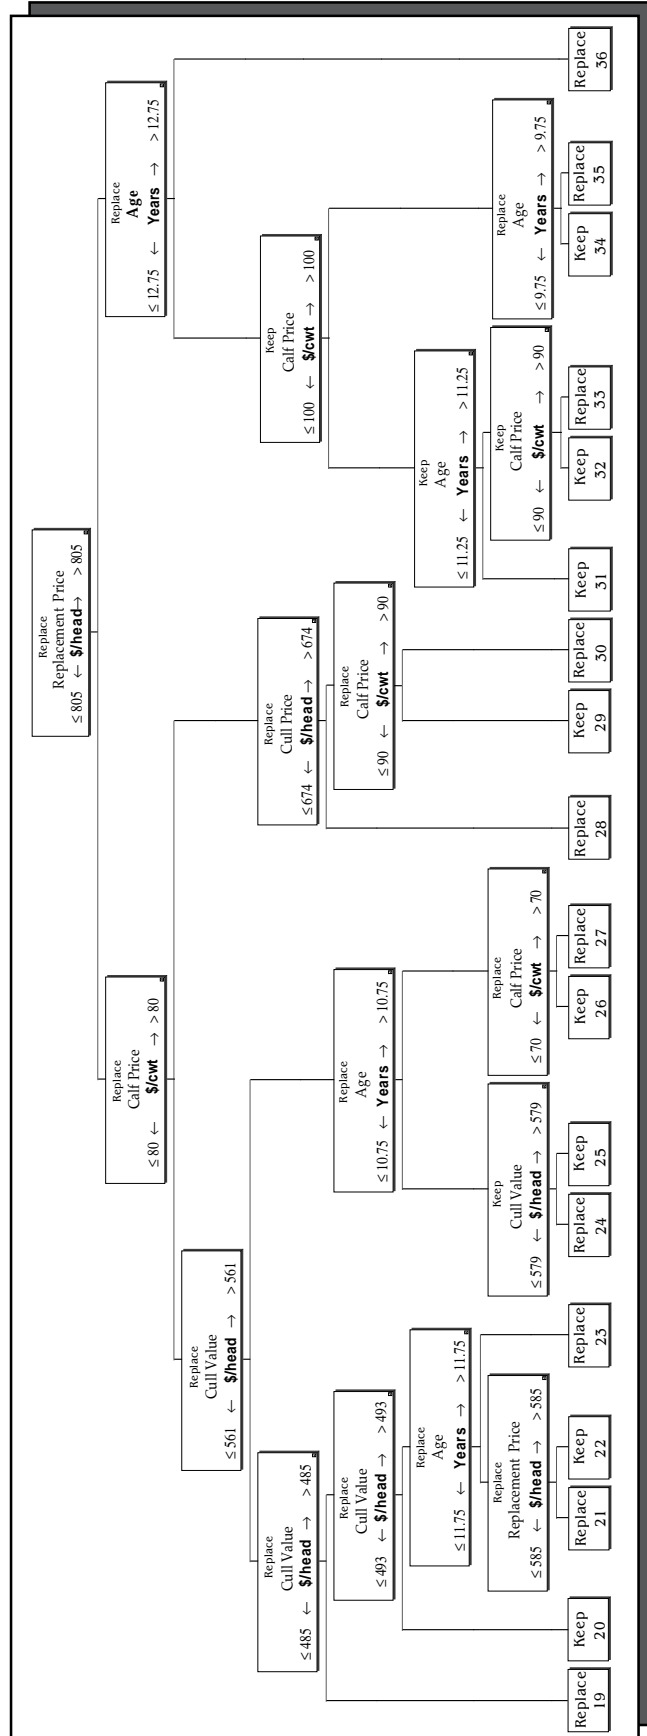 Replace
Replacement Price
≤ 805 ← $/head→ > 805
Replace
Calf Price
≤ 80 ← $/cwt → > 80
Replace
Age
≤ 12.75 ← Years → > 12.75
Replace
Cull Value
≤ 561 ← $/head → > 561
Replace
Cull Value
≤ 485 ← $/head → > 485
Replace
Cull Price
≤ 674 ← $/head → > 674
Keep
Calf Price
≤ 100 ← $/cwt → > 100
Replace
Cull Value
≤ 493 ← $/head → > 493
Replace
Age
≤ 10.75 ← Years → > 10.75
Replace
Calf Price
≤ 90 ← $/cwt → > 90
Replace
Age
≤ 11.75 ← Years → > 11.75
Keep
Age
≤ 11.25 ← Years → > 11.25
Replace
Replacement Price
≤ 585 ← $/head → > 585
Keep
Cull Value
≤ 579 ← $/head → > 579
Replace
Calf Price
≤ 70 ← $/cwt → > 70
Keep
Calf Price
≤ 90 ← $/cwt → > 90
Replace
Age
≤ 9.75 ← Years → > 9.75
Replace
19
Keep
20
Replace
21
Keep
22
Replace
23
Replace
24
Keep
25
Keep
26
Replace
27
Replace
28
Keep
29
Replace
30
Keep
31
Keep
32
Replace
33
Keep
34
Replace
35
Replace
36